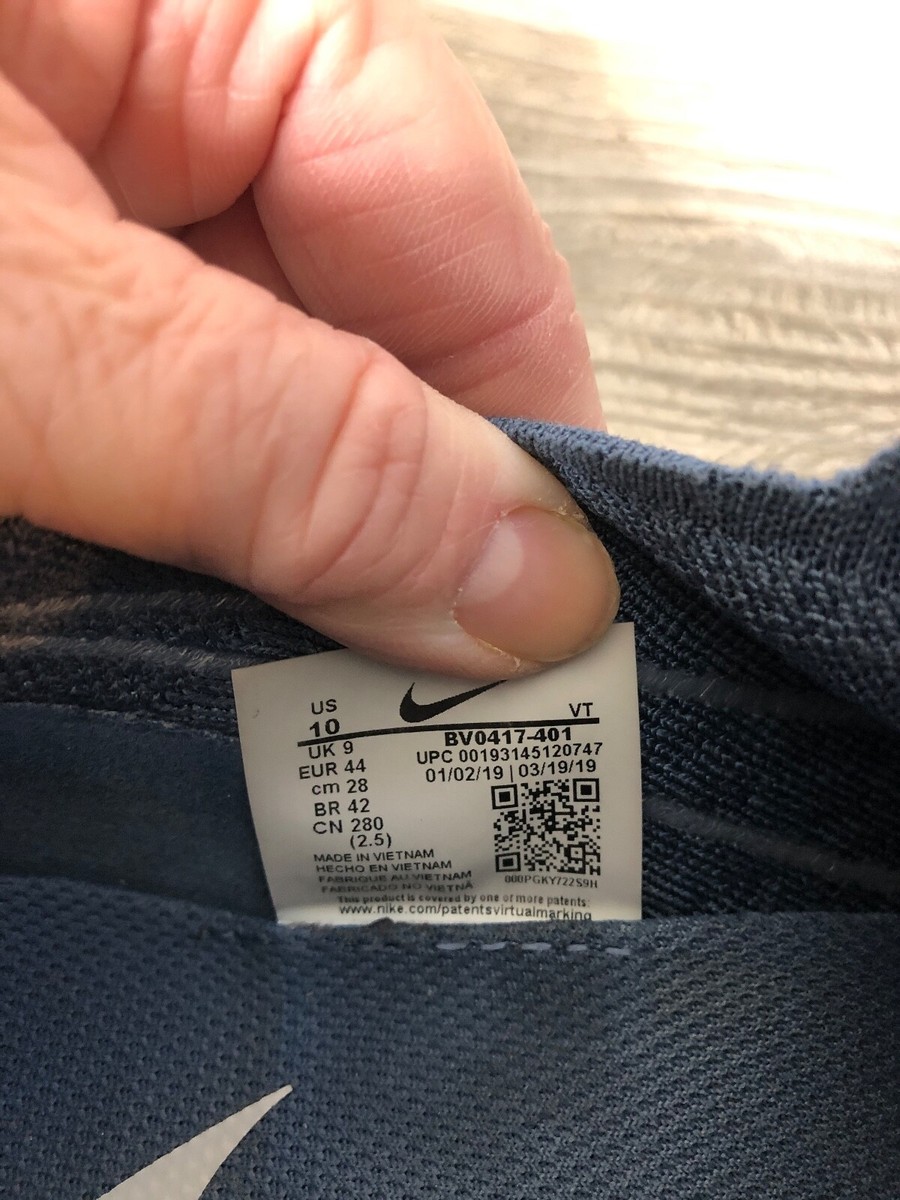 US
10
VT
UK 9
EUR 44
cm 28
BR 42
CN 280
(2.5)
BV0417-401
UPC 00193145120747
01/02/19 | 03/19/19
000PGKY722S9H
MADE IN VIETNAM
HECHO EN VIETNAM
FABRIQUE AU VIETNAM
FABRICADO NO VIETNÃ
This product is covered by one or more patents:
www.nike.com/patentsvirtualmarking